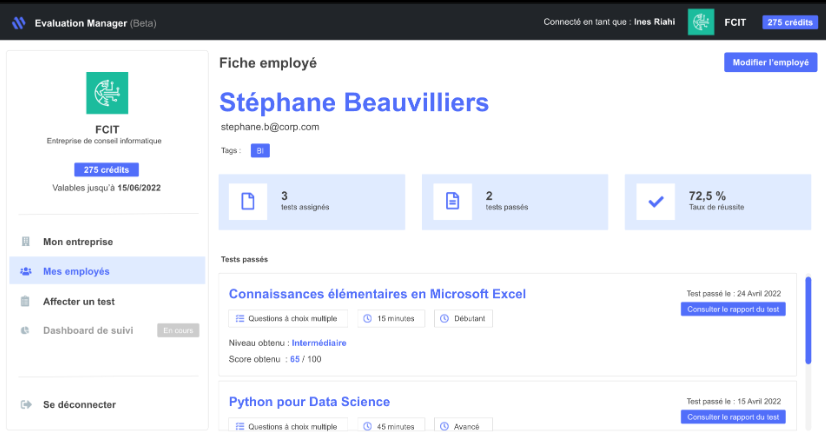 Evaluation Manager (Beta)
Connecté en tant que : Ines Riahi
FCIT
275 crédits
FCIT
Entreprise de conseil informatique
275 crédits
Valables jusqu'à 15/06/2022
Mon entreprise
Mes employés
Affecter un test
Dashboard de suivi
En cours
Se déconnecter
Fiche employé
Modifier l'employé
Stéphane Beauvilliers
stephane.b@corp.com
Tags :
BI
3
tests assignés
2
tests passés
72,5 %
Taux de réussite
Tests passés
Connaissances élémentaires en Microsoft Excel
Test passé le : 24 Avril 2022
Consulter le rapport du test
Questions à choix multiple
15 minutes
Débutant
Niveau obtenu : Intermédiaire
Score obtenu : 65 / 100
Python pour Data Science
Test passé le : 15 Avril 2022
Consulter le rapport du test
Questions à choix multiple
45 minutes
Avancé